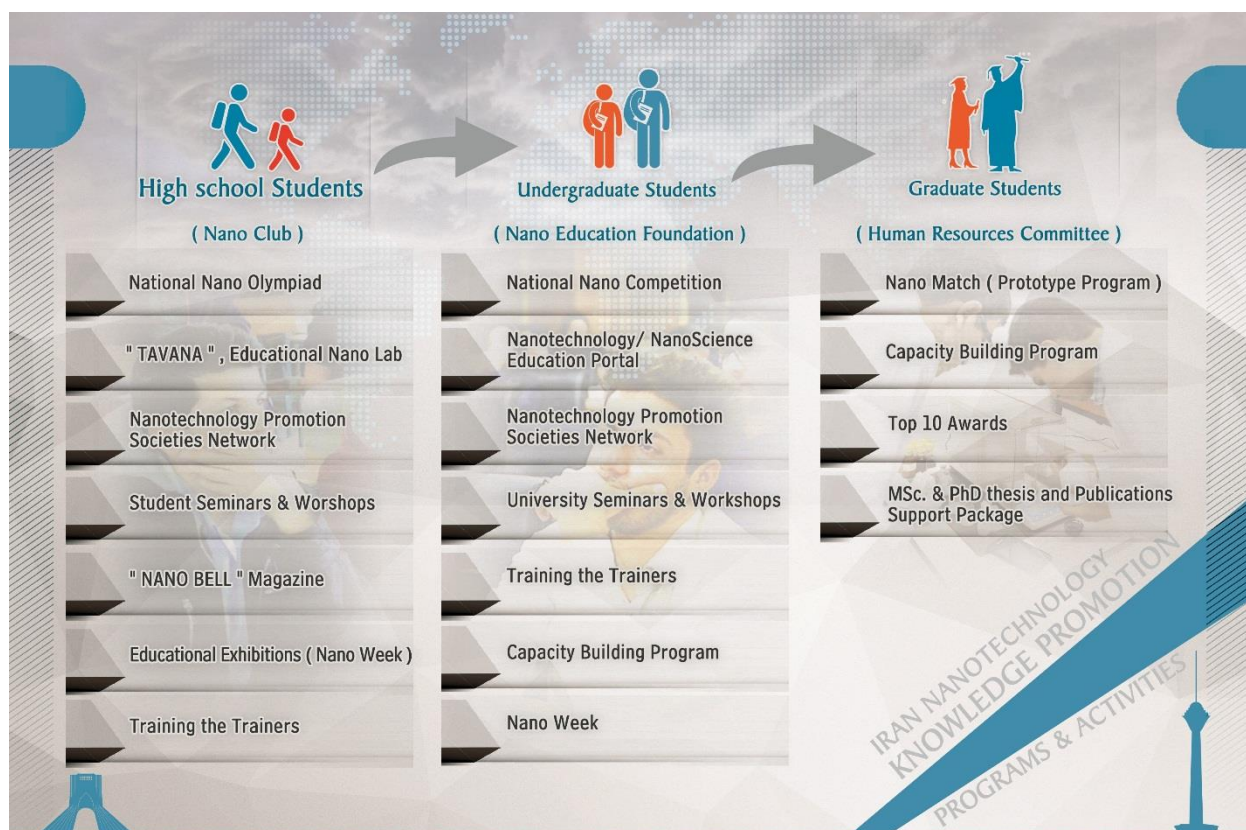 High school Students
( Nano Club )
National Nano Olympiad
" TAVANA " , Educational Nano Lab
Nanotechnology Promotion
Societies Network
Student Seminars & Worshops
" NANO BELL " Magazine
Educational Exhibitions ( Nano Week )
Training the Trainers
Undergraduate Students
( Nano Education Foundation )
National Nano Competition
Nanotechnology/ NanoScience
Education Portal
Nanotechnology Promotion
Societies Network
University Seminars & Workshops
Training the Trainers
Capacity Building Program
Nano Week
Graduate Students
( Human Resources Committee )
Nano Match ( Prototype Program )
Capacity Building Program
Top 10 Awards
MSc. & PhD thesis and Publications
Support Package
IRAN NANOTECHNOLOGY
KNOWLEDGE PROMOTION
PROGRAMS & ACTIVITIES